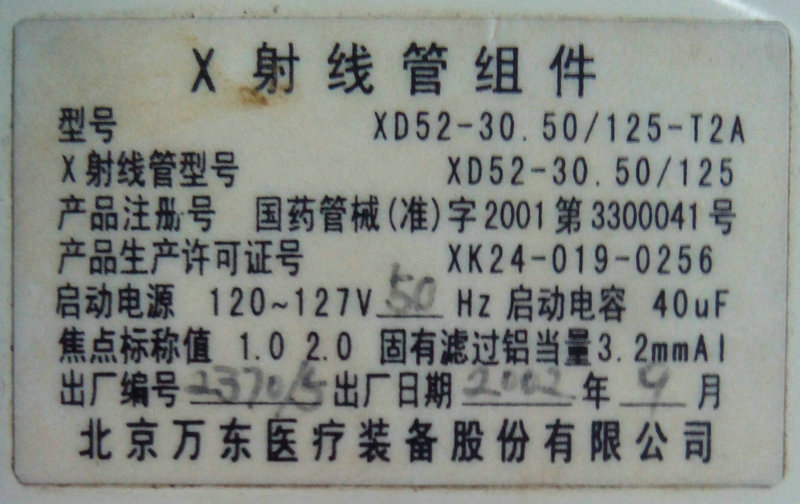 X射线管组件
型号 XD52-30.50/125-T2A
X射线管型号 XD52-30.50/125
产品注册号 国药管械(准)字2001第3300041号
产品生产许可证号 XK24-019-0256
启动电源 120~127V 50 Hz 启动电容 40uF
焦点标称值 1.0 2.0 固有滤过铝当量3.2mmAl
出厂编号 出厂日期 2002 年 9 月
北京万东医疗装备股份有限公司